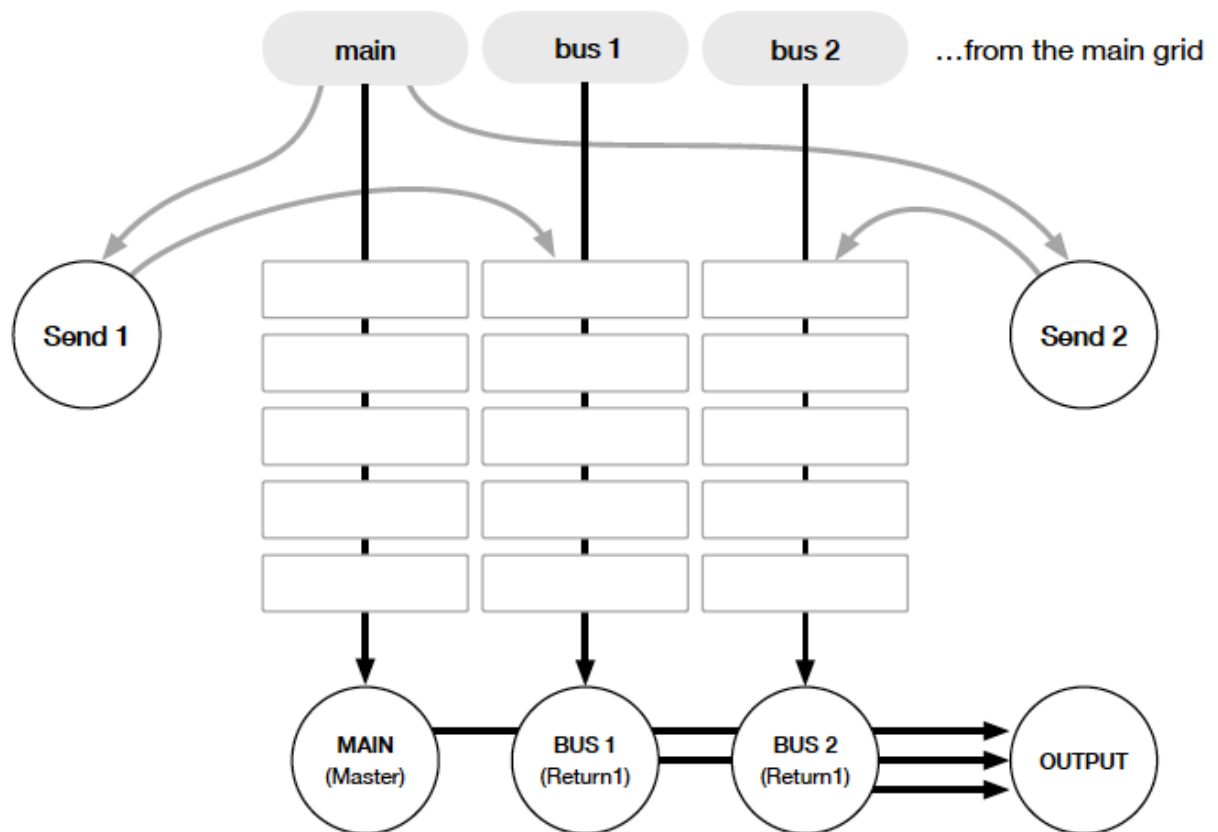 main
bus 1
bus 2
...from the main grid
Send 1
Send 2
MAIN
(Master)
BUS 1
(Return1)
BUS 2
(Return1)
OUTPUT